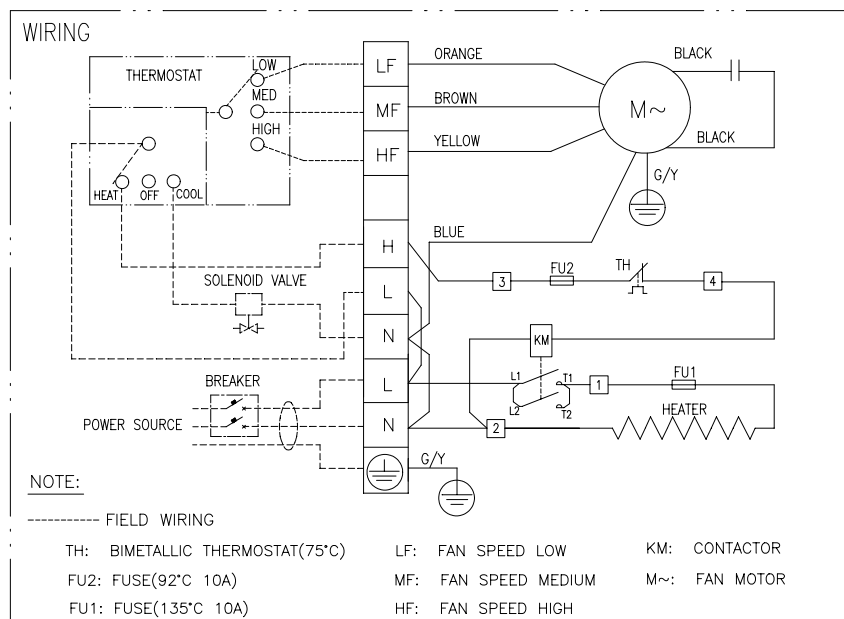 WIRING
THERMOSTAT
LOW
MED
HIGH
HEAT
OFF
COOL
SOLENOID VALVE
BREAKER
POWER SOURCE
LF
MF
HF
H
L
N
L
N
ORANGE
BROWN
YELLOW
BLUE
G/Y
M~
BLACK
BLACK
G/Y
3
FU2
TH
4
KM
L1
T1
L2
T2
1
FU1
2
HEATER
NOTE:
FIELD WIRING
TH: BIMETALLIC THERMOSTAT(75°C)
FU2: FUSE(92°C 10A)
FU1: FUSE(135°C 10A)
LF: FAN SPEED LOW
MF: FAN SPEED MEDIUM
HF: FAN SPEED HIGH
KM: CONTACTOR
M~: FAN MOTOR